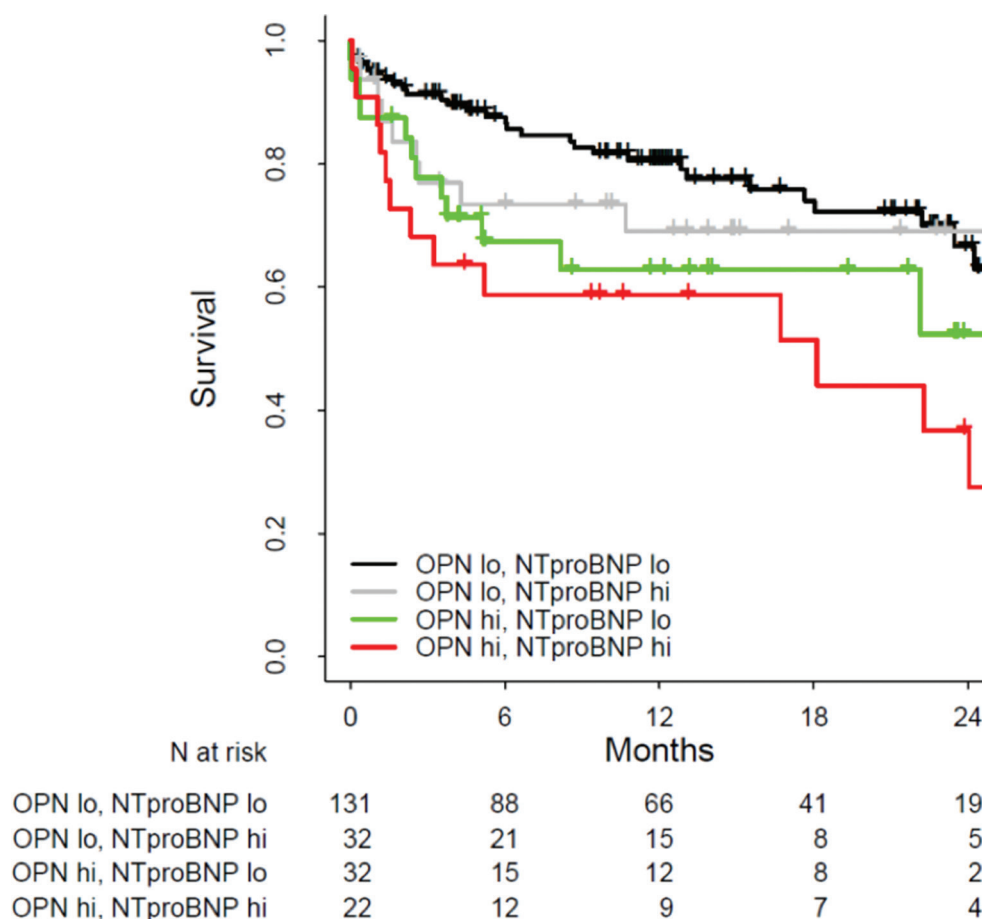 1.0
0.8
0.6
0.4
0.2
0.0
Survival
OPN lo, NTproBNP lo
OPN lo, NTproBNP hi
OPN hi, NTproBNP lo
OPN hi, NTproBNP hi
0 6 12 18 24
N at risk Months
OPN lo, NTproBNP lo 131 88 66 41 19
OPN lo, NTproBNP hi 32 21 15 8 5
OPN hi, NTproBNP lo 32 15 12 8 2
OPN hi, NTproBNP hi 22 12 9 7 4